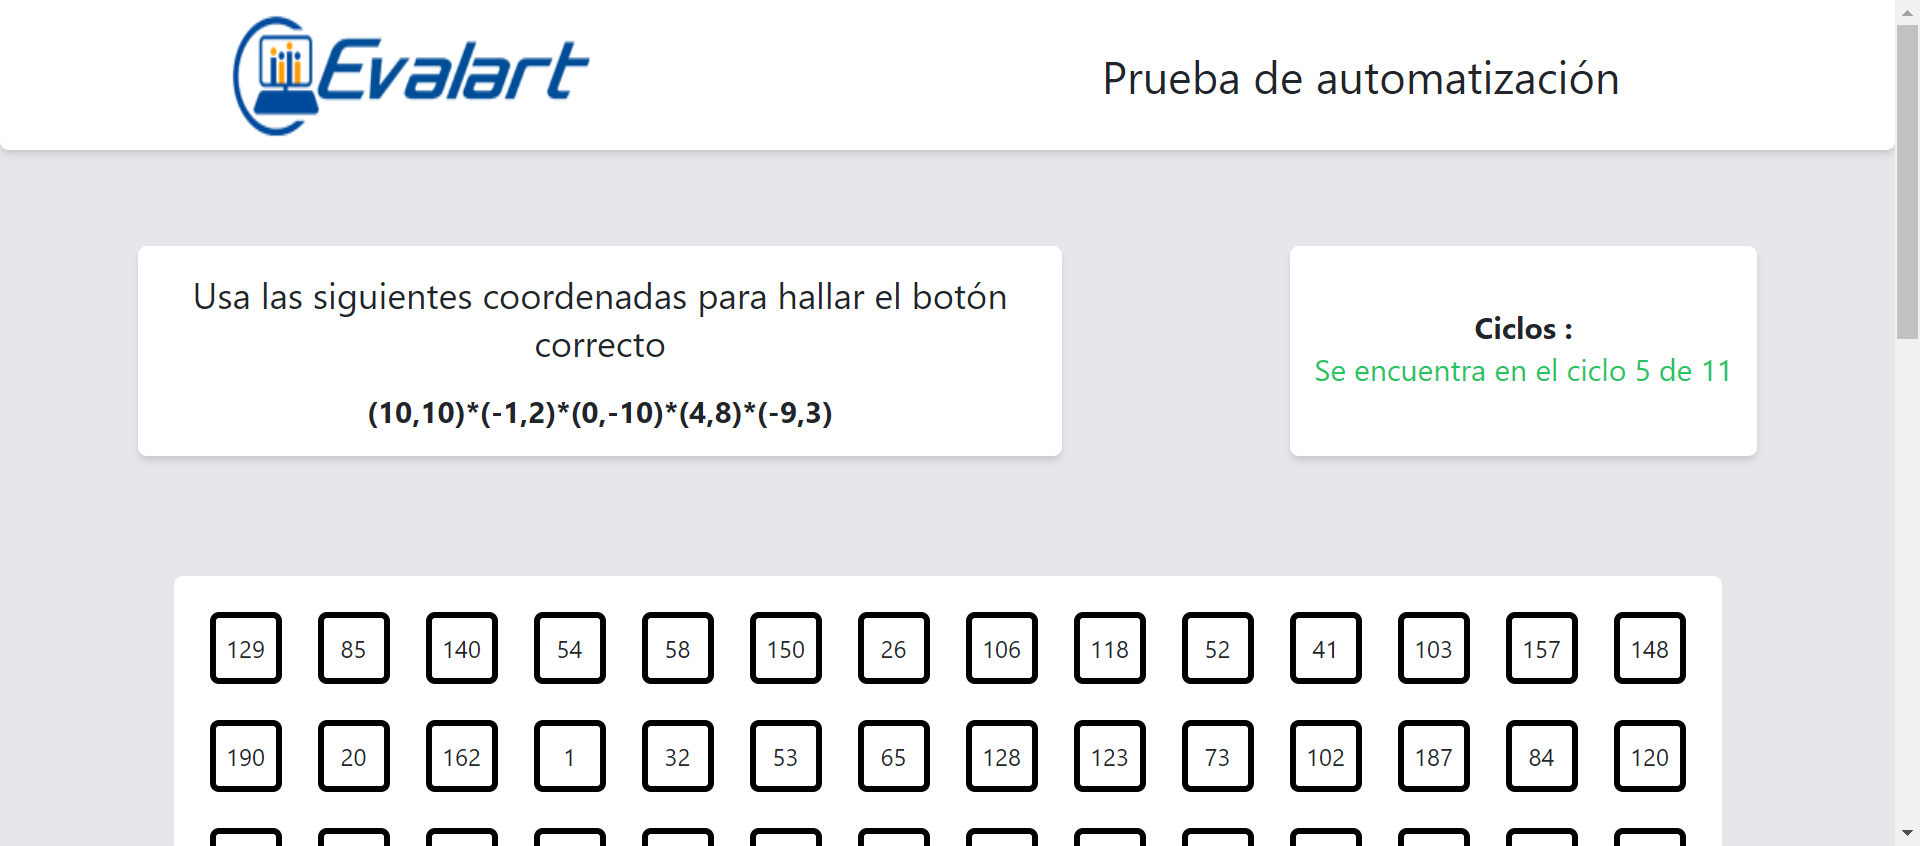 Evalart
Prueba de automatización
Usa las siguientes coordenadas para hallar el botón
correcto
(10,10)*(-1,2)*(0,-10)*(4,8)*(-9,3)
Ciclos :
Se encuentra en el ciclo 5 de 11
129 85 140 54 58 150 26 106 118 52 41 103 157 148
190 20 162 1 32 53 65 128 123 73 102 187 84 120